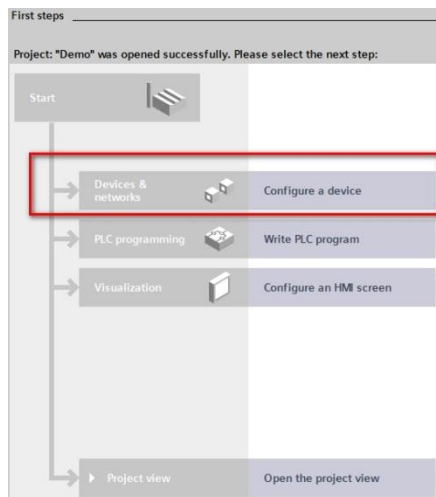 First steps
Project: "Demo" was opened successfully. Please select the next step:
Start
Devices &
networks
Configure a device
PLC programming
Write PLC program
Visualization
Configure an HMI screen
Project view
Open the project view